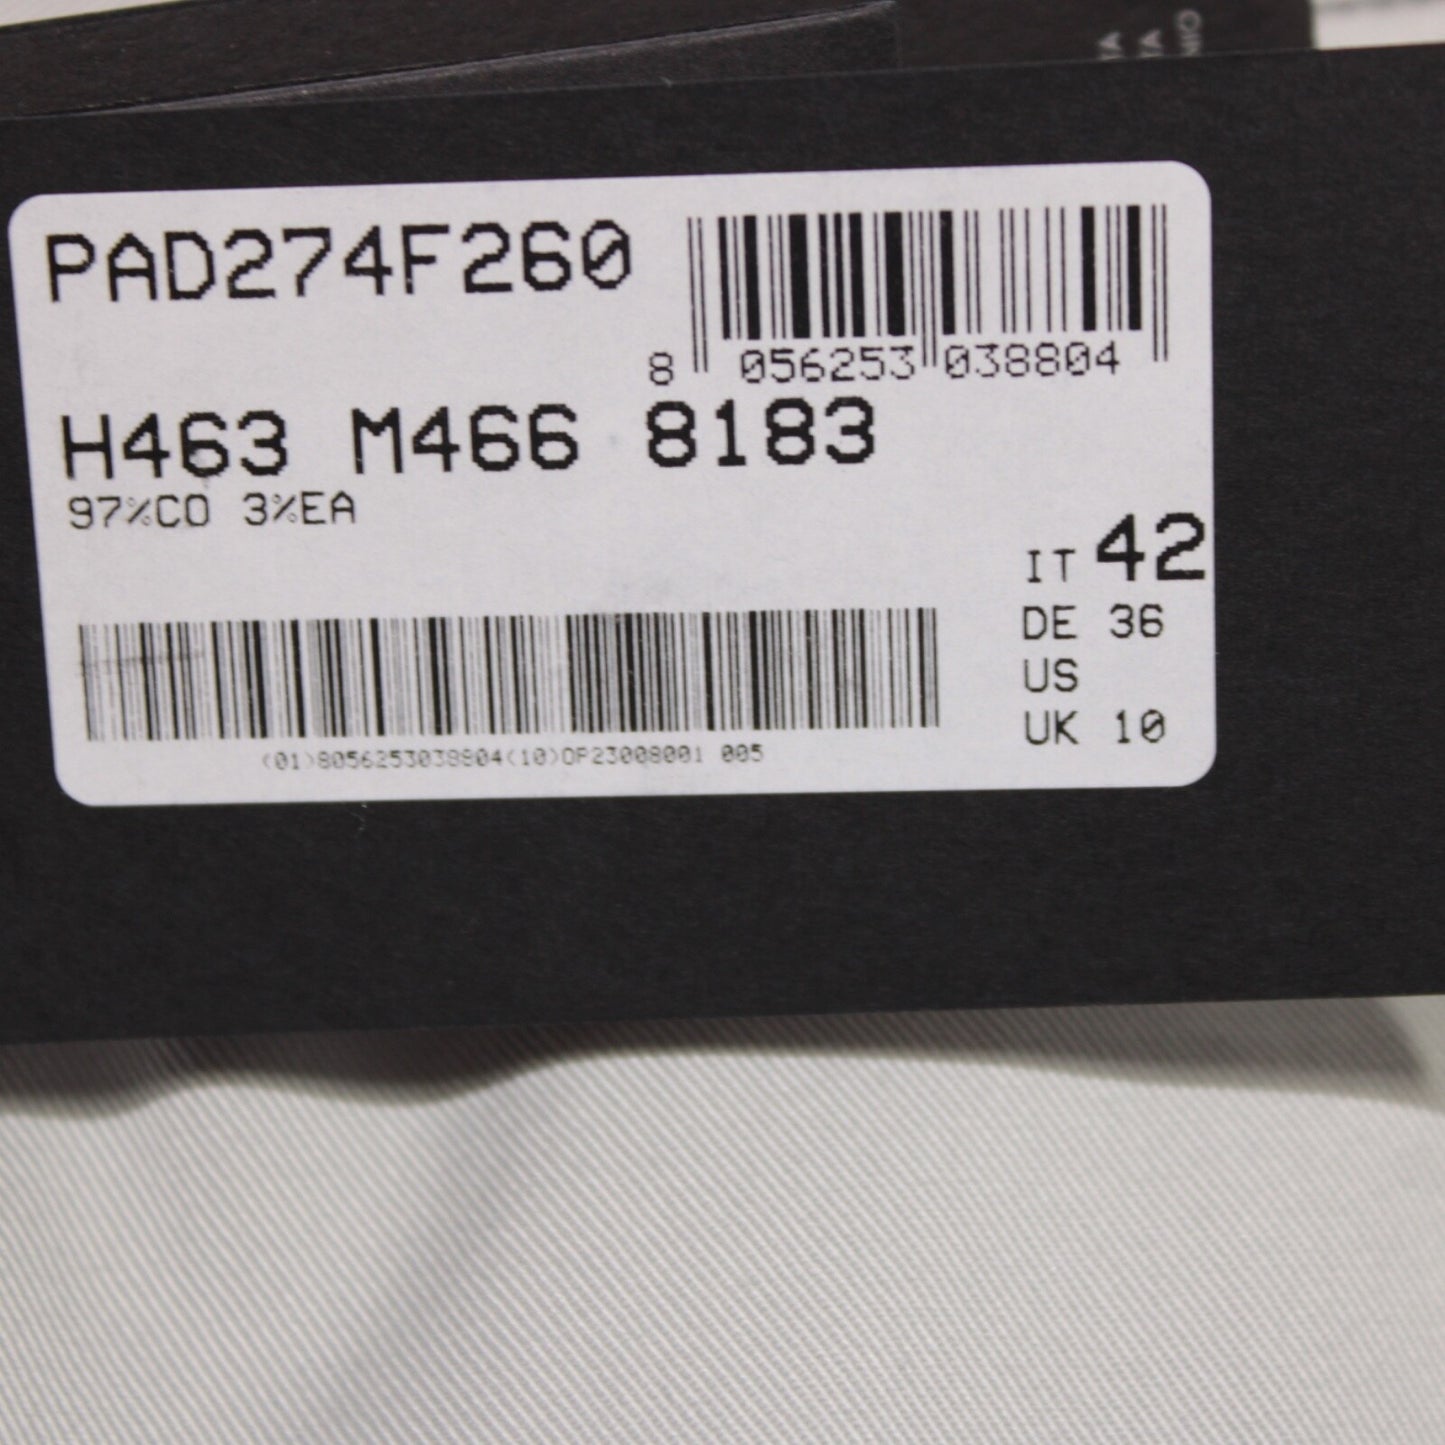 PAD274F260
8 056253 038804
H463 M466 8183
97%CO 3%EA
IT 42
DE 36
US
UK 10
(01)8056253038804(10)OP23008001 005